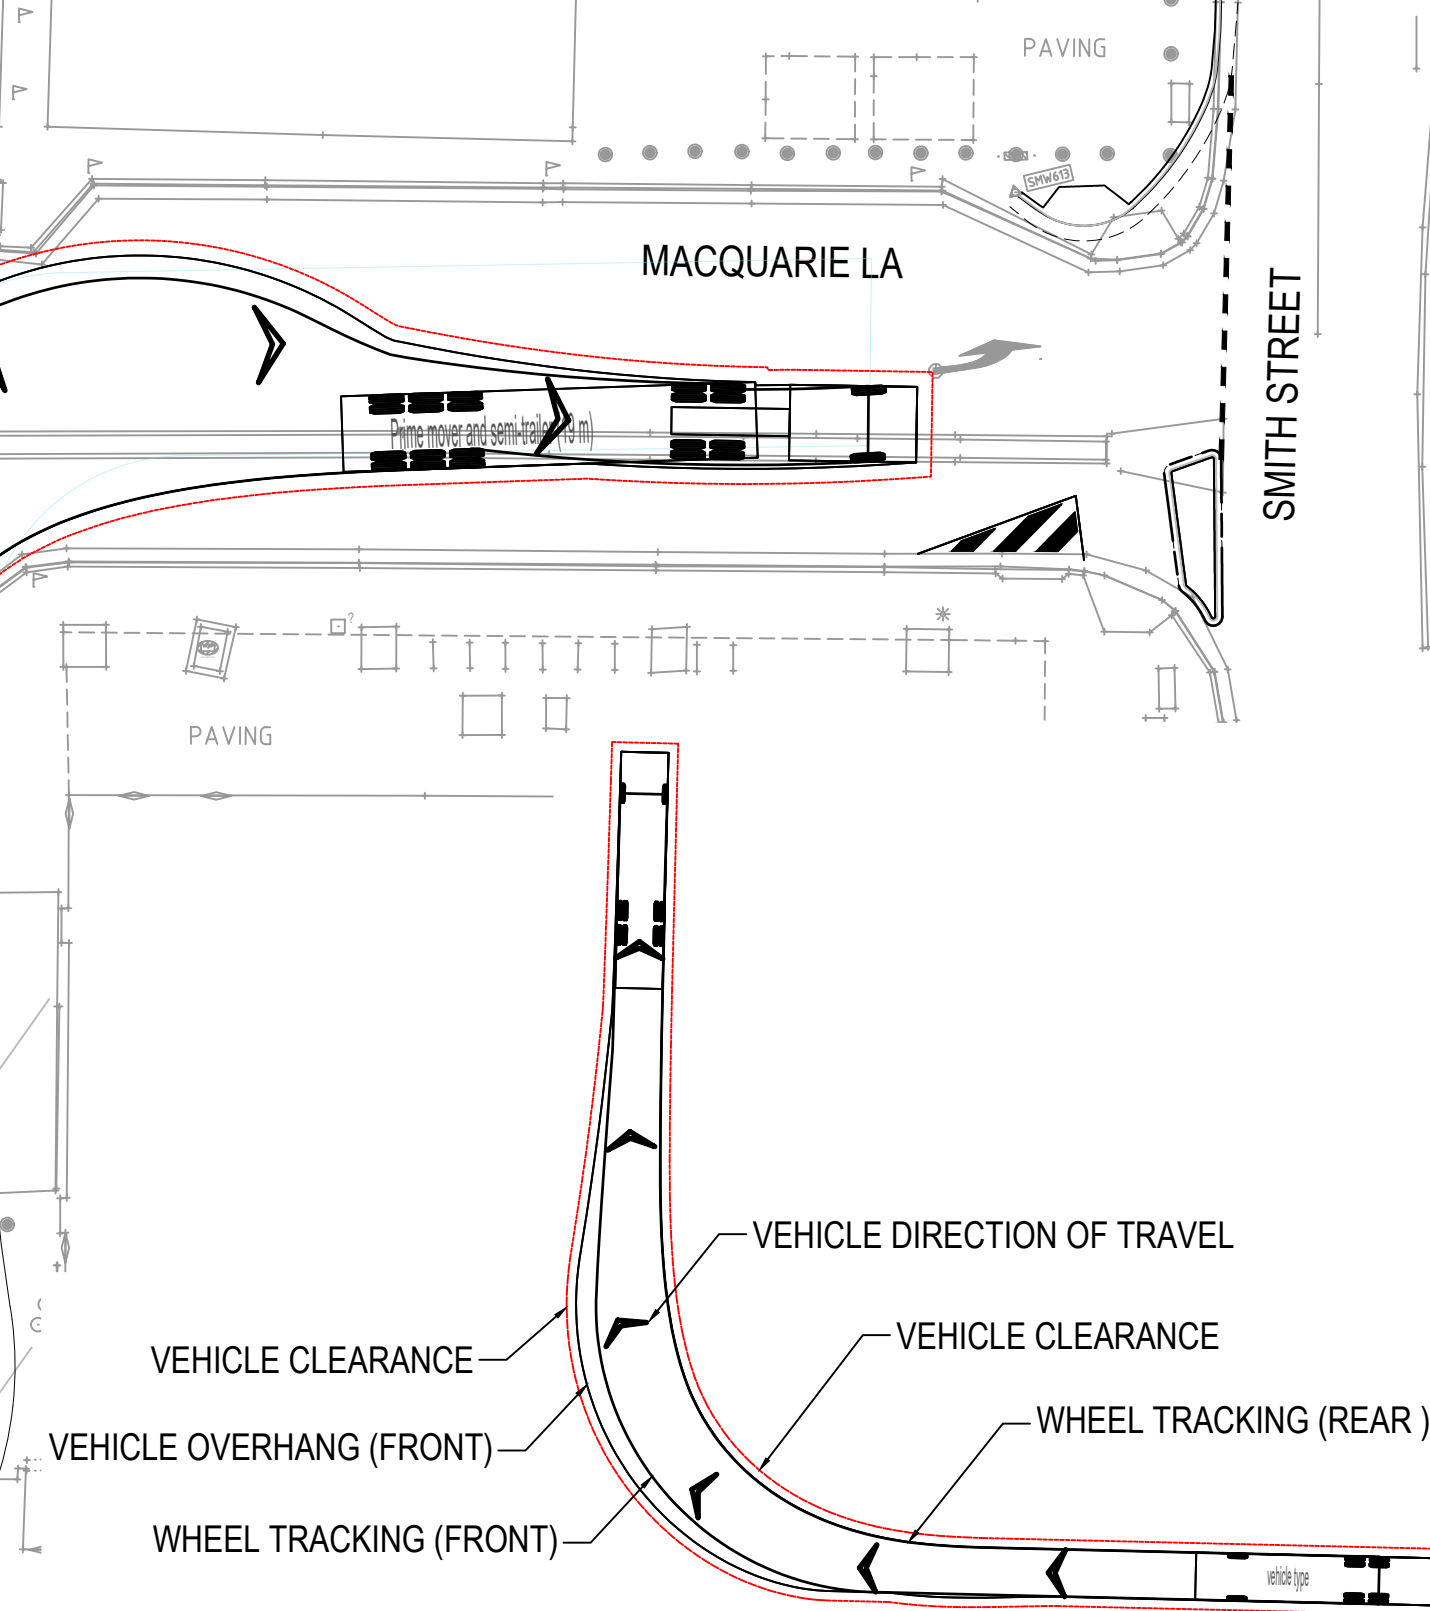 PAVING
SMW613
MACQUARIE LA
SMITH STREET
Prime mover and semi-trailer (19 m)
?
PAVING
VEHICLE DIRECTION OF TRAVEL
VEHICLE CLEARANCE
VEHICLE CLEARANCE
WHEEL TRACKING (REAR )
VEHICLE OVERHANG (FRONT)
WHEEL TRACKING (FRONT)
vehicle type